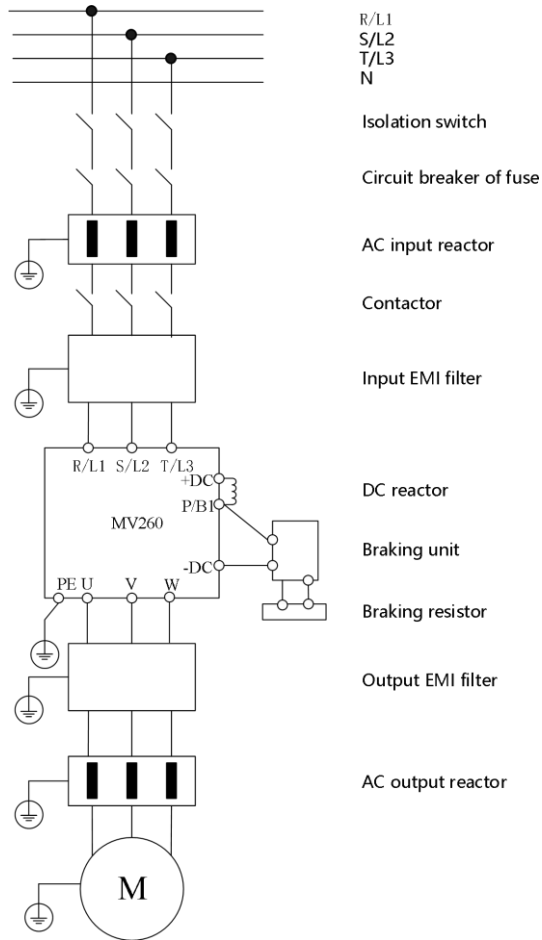 R/L1
S/L2
T/L3
N
Isolation switch
Circuit breaker of fuse
AC input reactor
Contactor
Input EMI filter
R/L1 S/L2 T/L3
+DC
DC reactor
P/B1
MV260
Braking unit
-DC
PE U V W
Braking resistor
Output EMI filter
AC output reactor
M